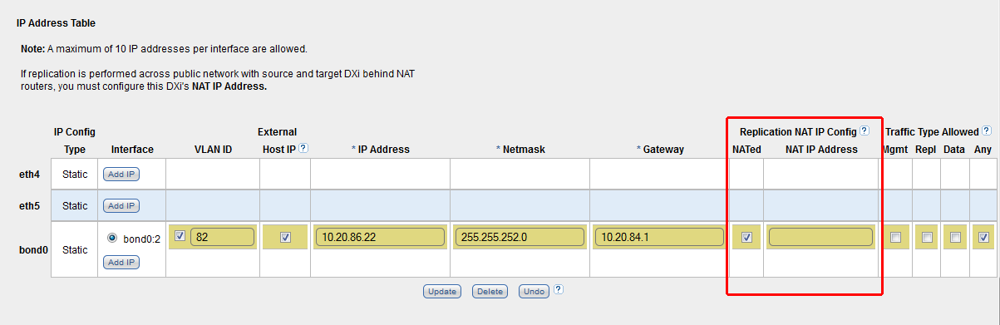 IP Address Table
Note: A maximum of 10 IP addresses per interface are allowed.
If replication is performed across public network with source and target DXi behind NAT
routers, you must configure this DXi's NAT IP Address.
IP Config External Replication NAT IP Config ? Traffic Type Allowed ?
Type Interface VLAN ID Host IP ? * IP Address * Netmask * Gateway NATed NAT IP Address Mgmt Repl Data Any
eth4 Static Add IP
eth5 Static Add IP
bond0 Static bond0:2 82 10.20.86.22 255.255.252.0 10.20.84.1
Add IP
Update Delete Undo ?